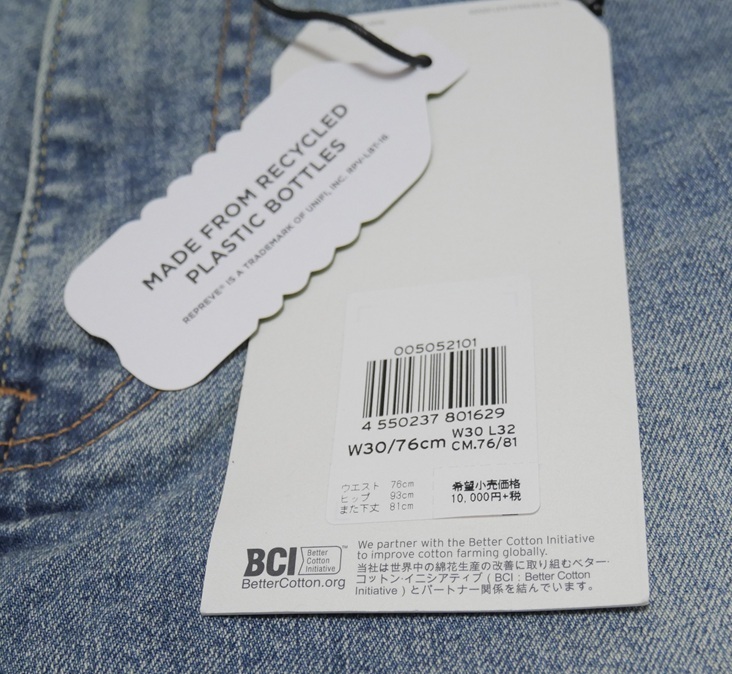 MADE FROM RECYCLED
PLASTIC BOTTLES
REPREVE® IS A TRADEMARK OF UNIFI, INC. RPV-LBT-16
005052101
4 550237 801629
W30/76cm
W30 L32
CM.76/81
ウエスト 76cm
ヒップ 93cm
また下丈 81cm
希望小売価格
10,000円+税
BCI
Better
Cotton
Initiative
TM
BetterCotton.org
We partner with the Better Cotton Initiative
to improve cotton farming globally.
当社は世界中の綿花生産の改善に取り組むベター·
コットン·イニシアティブ（BCI：Better Cotton
Initiative）とパートナー関係を結んでいます。